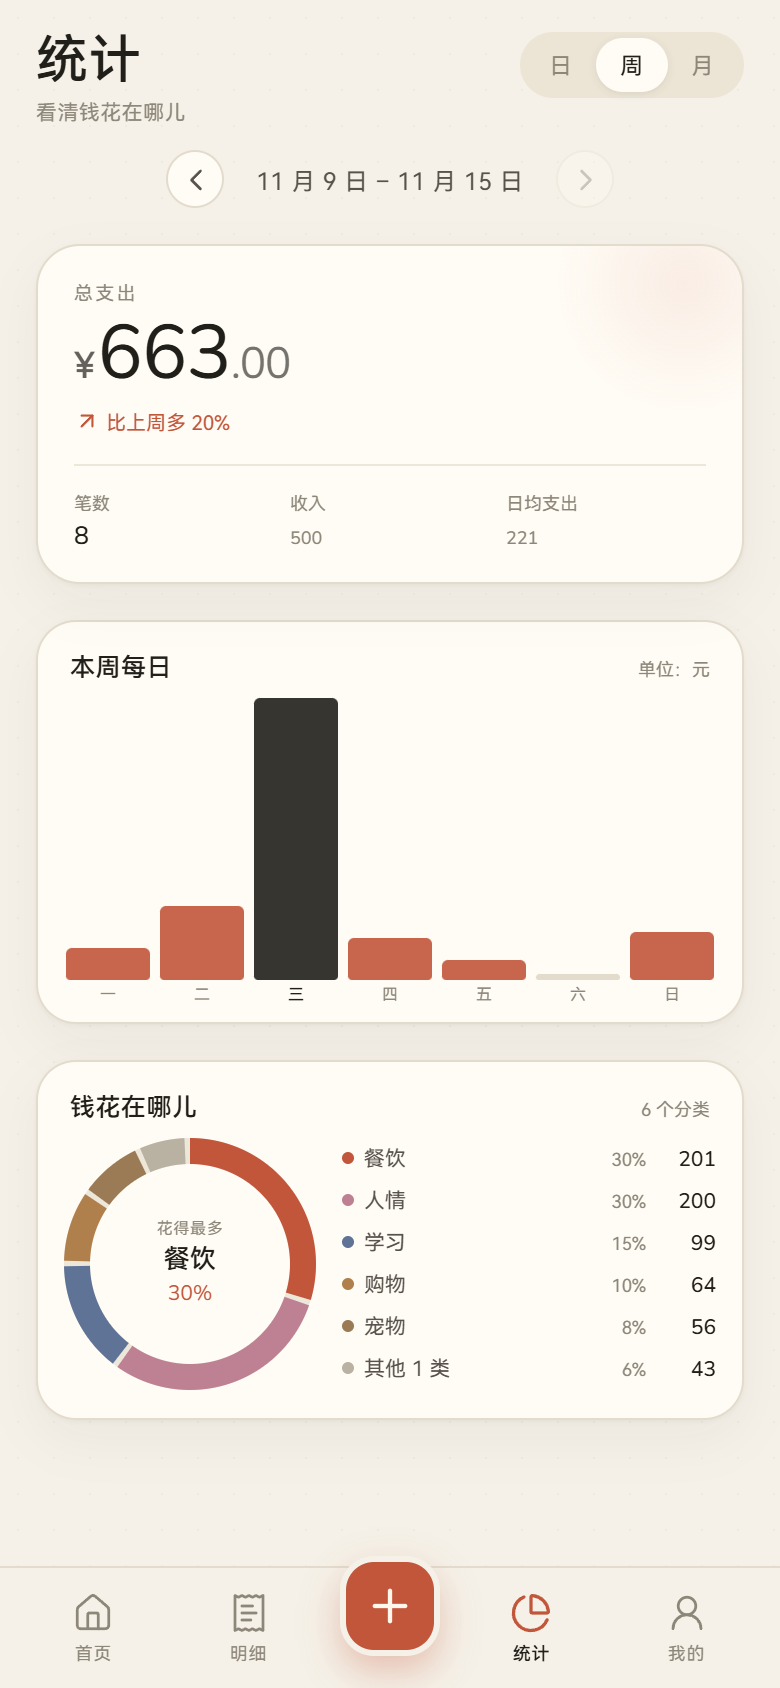 统计
日 周 月
看清钱花在哪儿
11 月 9 日 – 11 月 15 日
总支出
¥663.00
比上周多 20%
笔数 收入 日均支出
8 500 221
本周每日 单位：元
一 二 三 四 五 六 日
钱花在哪儿 6 个分类
花得最多
餐饮
30%
餐饮 30% 201
人情 30% 200
学习 15% 99
购物 10% 64
宠物 8% 56
其他 1 类 6% 43
首页 明细 统计 我的